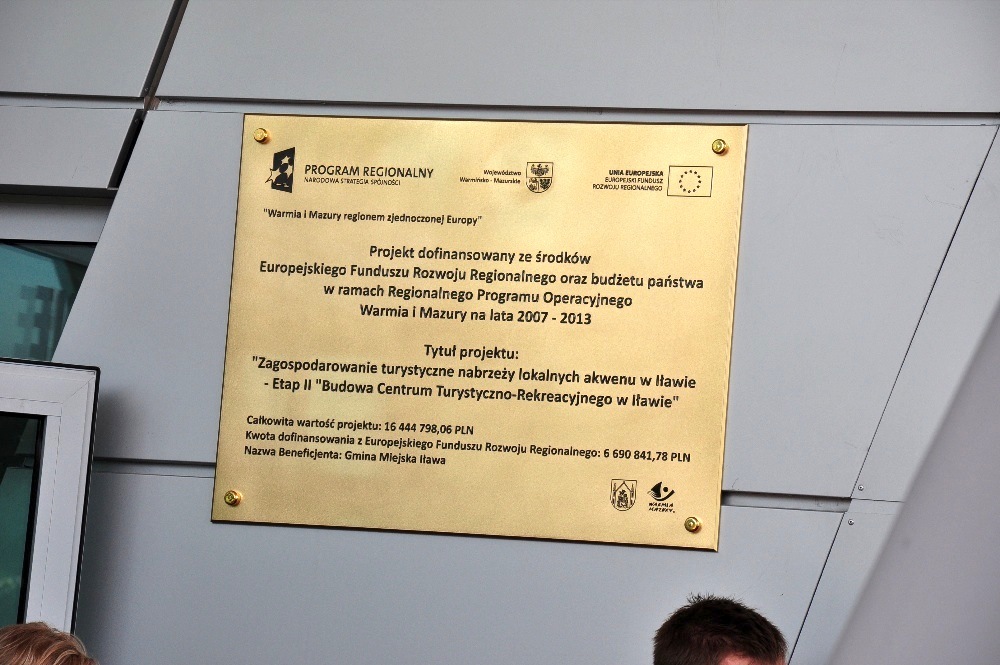 PROGRAM REGIONALNY
NARODOWA STRATEGIA SPÓJNOŚCI
Województwo
Warmińsko - Mazurskie
UNIA EUROPEJSKA
EUROPEJSKI FUNDUSZ
ROZWOJU REGIONALNEGO
"Warmia i Mazury regionem zjednoczonej Europy"
Projekt dofinansowany ze środków
Europejskiego Funduszu Rozwoju Regionalnego oraz budżetu państwa
w ramach Regionalnego Programu Operacyjnego
Warmia i Mazury na lata 2007 - 2013
Tytuł projektu:
"Zagospodarowanie turystyczne nabrzeży lokalnych akwenu w Iławie
- Etap II "Budowa Centrum Turystyczno-Rekreacyjnego w Iławie"
Całkowita wartość projektu: 16 444 798,06 PLN
Kwota dofinansowania z Europejskiego Funduszu Rozwoju Regionalnego: 6 690 841,78 PLN
Nazwa Beneficjenta: Gmina Miejska Iława
WARMIA
MAZURY